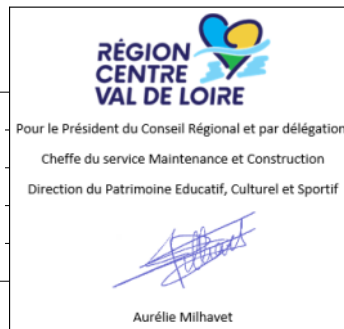 RÉGION
CENTRE
VAL DE LOIRE
Pour le Président du Conseil Régional et par délégation
Cheffe du service Maintenance et Construction
Direction du Patrimoine Educatif, Culturel et Sportif
Aurélie Milhavet